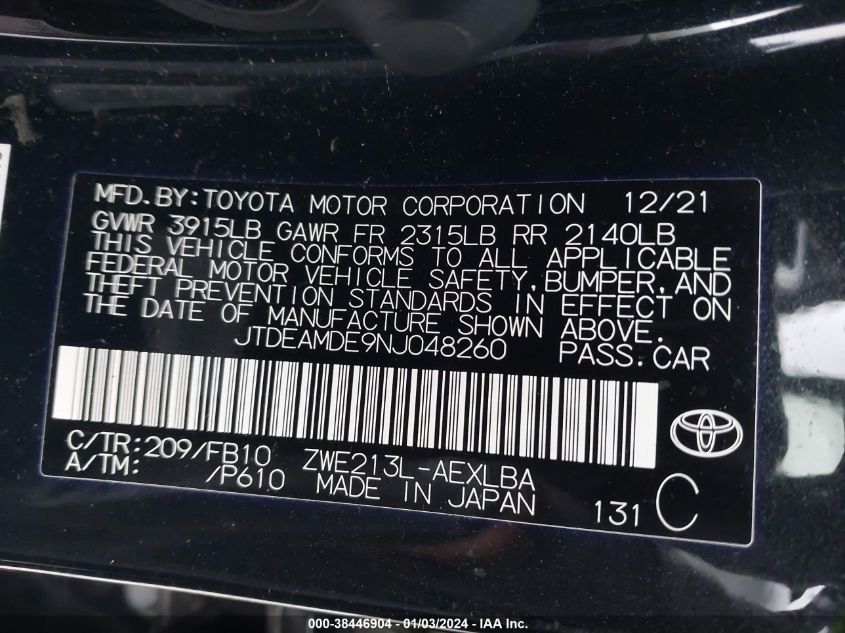 MFD.BY:TOYOTA MOTOR CORPORATION 12/21
GVWR 3915LB GAWR FR 2315LB RR 2140LB
THIS VEHICLE CONFORMS TO ALL APPLICABLE
FEDERAL MOTOR VEHICLE SAFETY,BUMPER,AND
THEFT PREVENTION STANDARDS IN EFFECT ON
THE DATE OF MANUFACTURE SHOWN ABOVE.
JTDEAMDE9NJ048260 PASS.CAR
C/TR:209/FB10 ZWE213L-AEXLBA
A/TM: /P610 MADE IN JAPAN 131 C
000-38446904 - 01/03/2024 - IAA Inc.